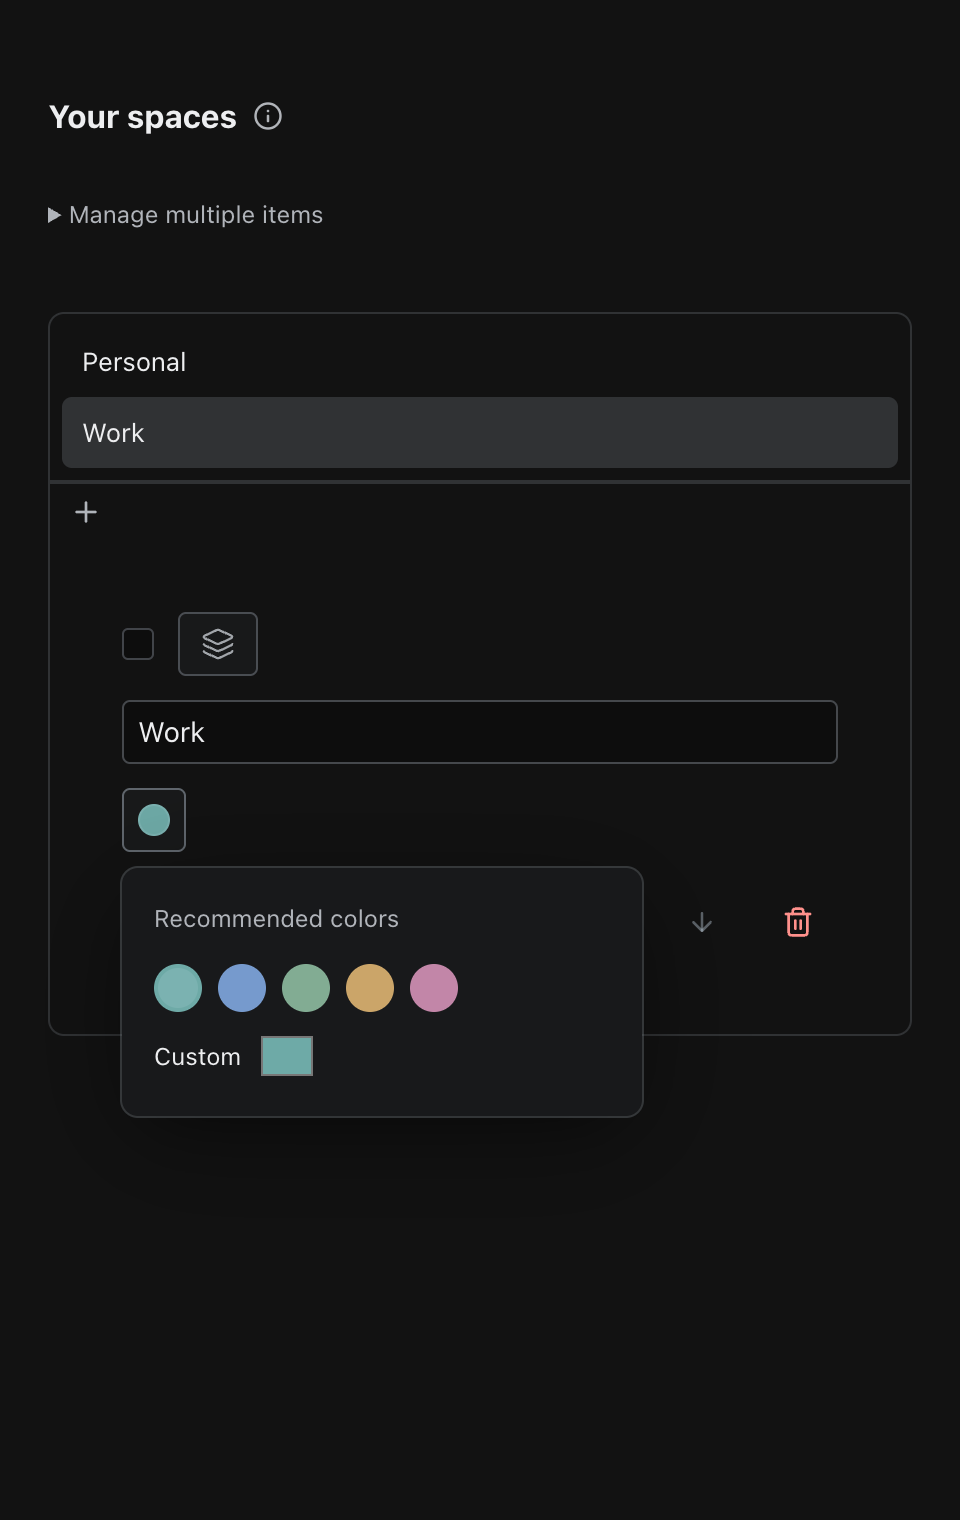 Your spaces
Manage multiple items
Personal
Work
Work
Recommended colors
Custom